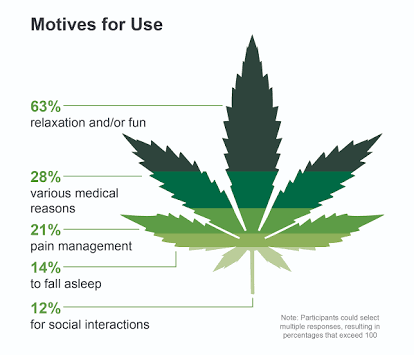 Motives for Use
63%
relaxation and/or fun
28%
various medical
reasons
21%
pain management
14%
to fall asleep
12%
for social interactions
Note: Participants could select
multiple responses, resulting in
percentages that exceed 100